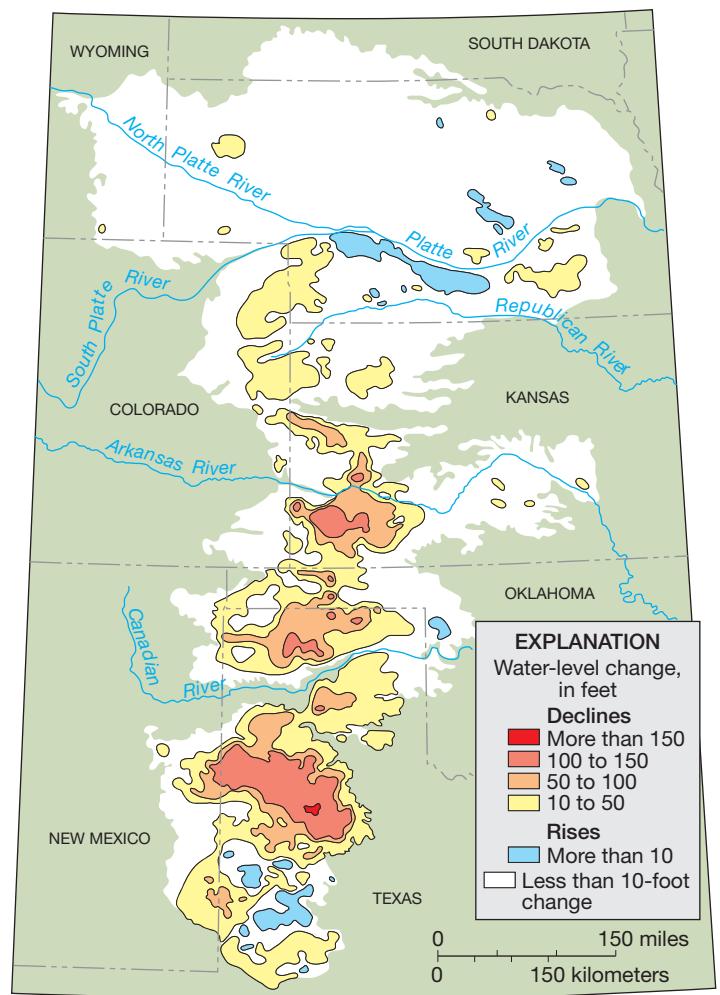 WYOMING
SOUTH DAKOTA
North Platte River
Platte River
South Platte River
Republican River
COLORADO
KANSAS
Arkansas River
OKLAHOMA
Canadian River
NEW MEXICO
TEXAS
EXPLANATION
Water-level change,
in feet
Declines
More than 150
100 to 150
50 to 100
10 to 50
Rises
More than 10
Less than 10-foot
change
0 150 miles
0 150 kilometers